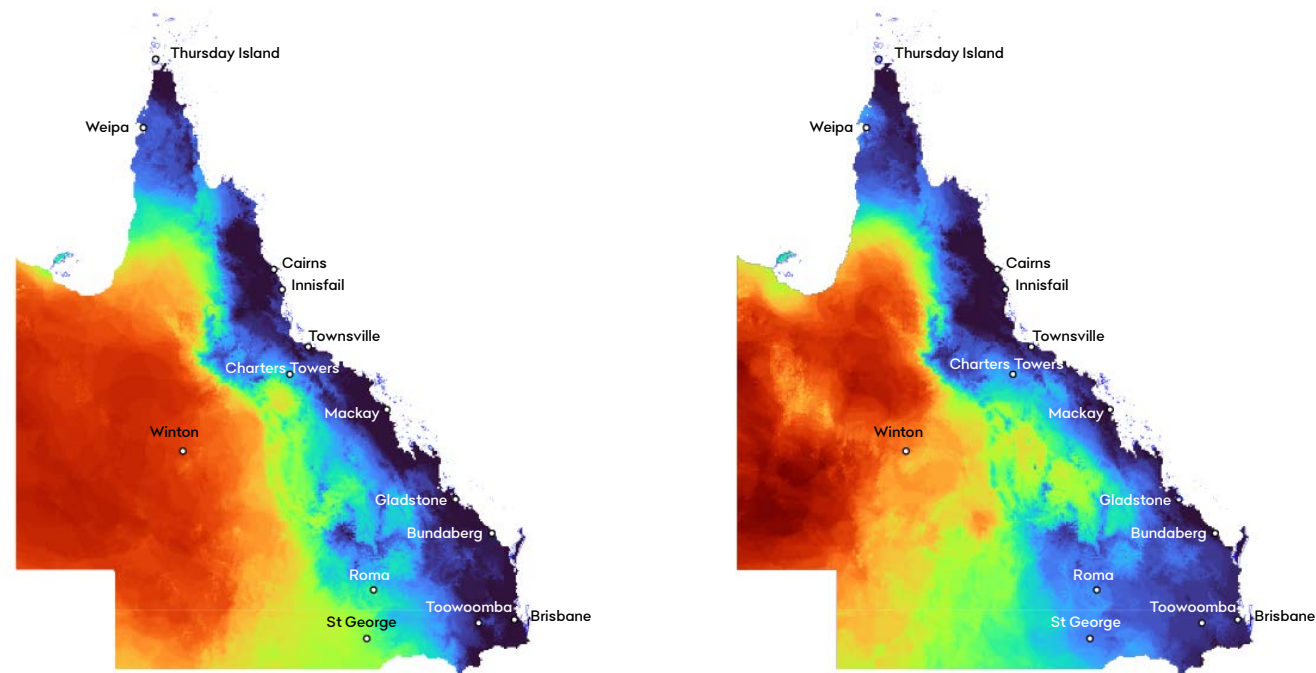 Thursday Island
Weipa
Cairns
Innisfail
Townsville
Charters Towers
Mackay
Winton
Gladstone
Bundaberg
Roma
Toowoomba
Brisbane
St George
Thursday Island
Weipa
Cairns
Innisfail
Townsville
Charters Towers
Mackay
Winton
Gladstone
Bundaberg
Roma
Toowoomba
Brisbane
St George